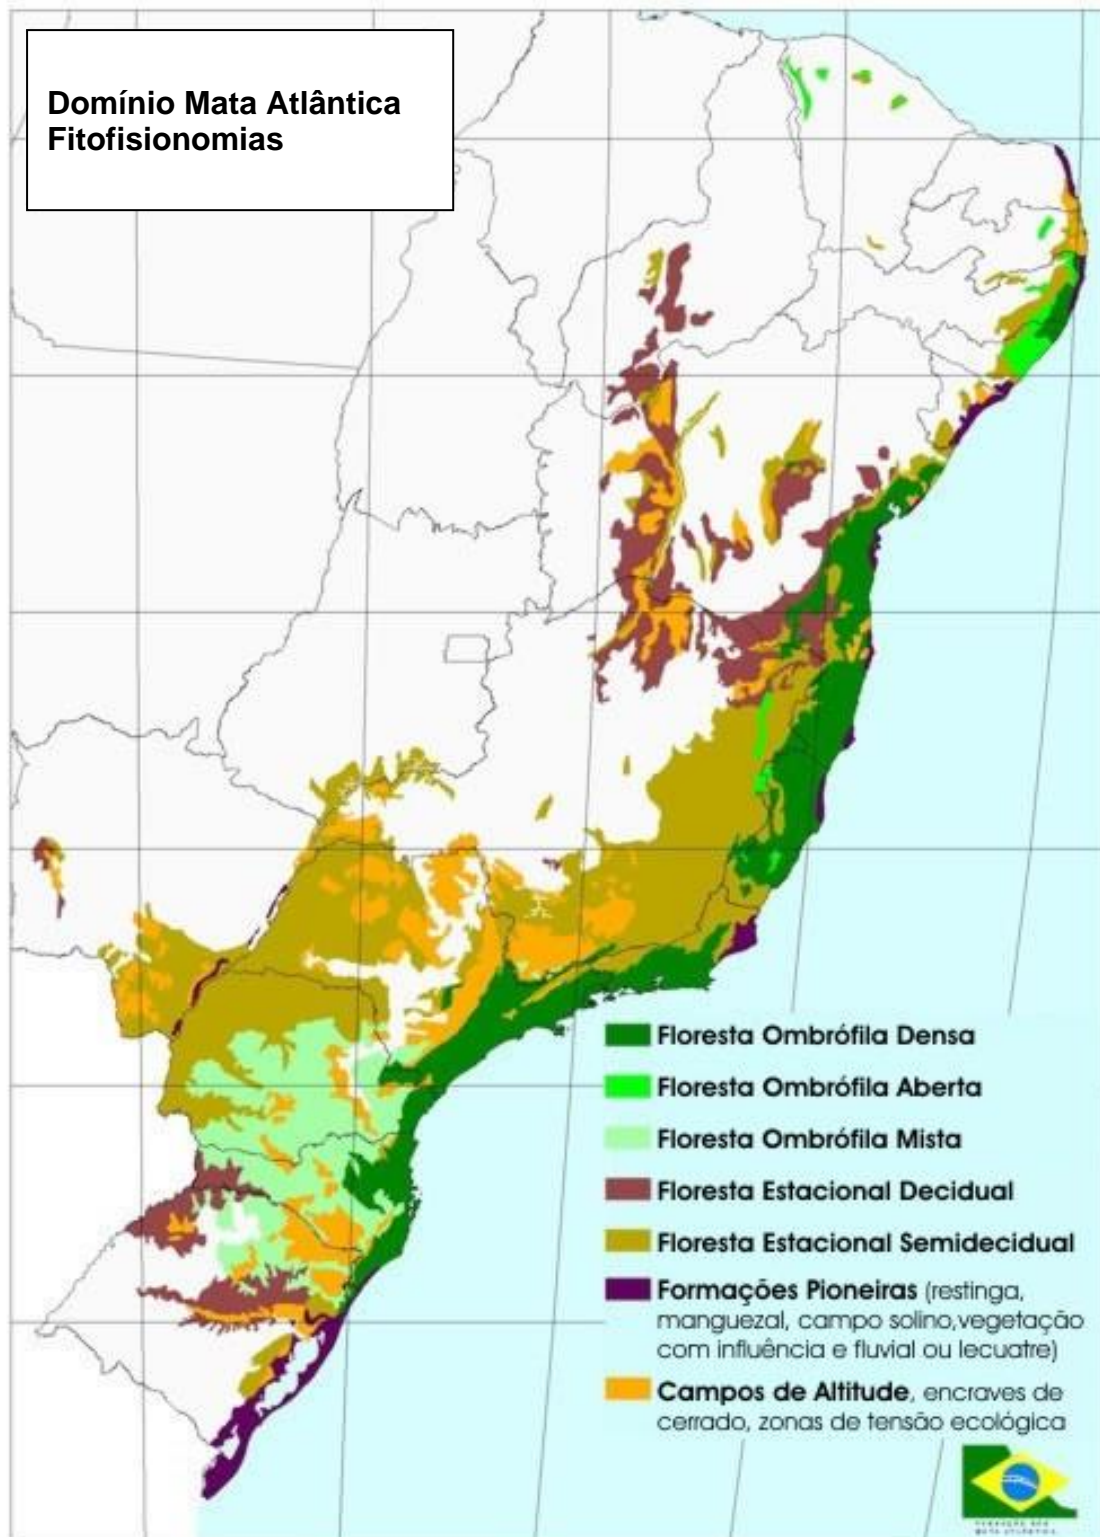 Domínio Mata Atlântica
Fitofisionomias
Floresta Ombrófila Densa
Floresta Ombrófila Aberta
Floresta Ombrófila Mista
Floresta Estacional Decidual
Floresta Estacional Semidecidual
Formações Pioneiras (restinga,
manguezal, campo solino,vegetação
com influência e fluvial ou lecuatre)
Campos de Altitude, encraves de
cerrado, zonas de tensão ecológica